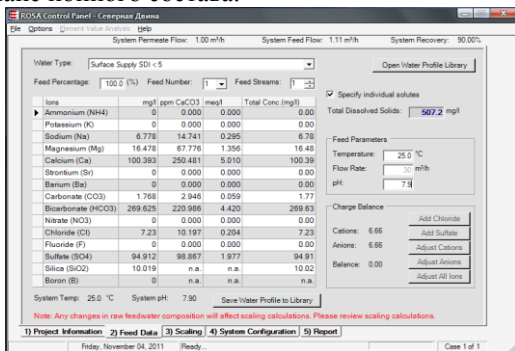 ане ионного состава.
ROSA Control Panel - Северная Двина
File Options Element Value Analysis Help
System Permeate Flow: 1.00 m³/h System Feed Flow: 1.11 m³/h System Recovery: 90.00%
Water Type: Surface Supply SDI < 5 Open Water Profile Library
Feed Percentage: 100.0 (%) Feed Number: 1 Feed Streams: 1
Specify individual solutes
Ions mg/l ppm CaCO3 meq/l Total Conc.(mg/l)
Total Dissolved Solids: 507.2 mg/l
Ammonium (NH4) 0 0.000 0.000 0.00
Potassium (K) 0 0.000 0.000 0.00
Sodium (Na) 6.778 14.741 0.295 6.78
Magnesium (Mg) 16.478 67.776 1.356 16.48
Calcium (Ca) 100.393 250.481 5.010 100.39
Strontium (Sr) 0 0.000 0.000 0.00
Barium (Ba) 0 0.000 0.000 0.00
Carbonate (CO3) 1.768 2.946 0.059 1.77
Bicarbonate (HCO3) 269.625 220.986 4.420 269.63
Nitrate (NO3) 0 0.000 0.000 0.00
Chloride (Cl) 7.23 10.197 0.204 7.23
Fluoride (F) 0 0.000 0.000 0.00
Sulfate (SO4) 94.912 98.867 1.977 94.91
Silica (SiO2) 10.019 n.a. n.a. 10.02
Boron (B) 0 n.a. n.a. 0.00
Feed Parameters
Temperature: 25.0 °C
Flow Rate: 30 m³/h
pH: 7.9
Charge Balance
Add Chloride
Cations: 6.66 Add Sulfate
Anions: 6.66 Adjust Cations
Balance: 0.00 Adjust Anions
Adjust All Ions
System Temp: 25.0 °C System pH: 7.90 Save Water Profile to Library
Note: Any changes in raw feedwater composition will affect scaling calculations. Please review scaling calculations.
1) Project Information 2) Feed Data 3) Scaling 4) System Configuration 5) Report
Friday, November 04, 2011 Ready... Case 1 of 1